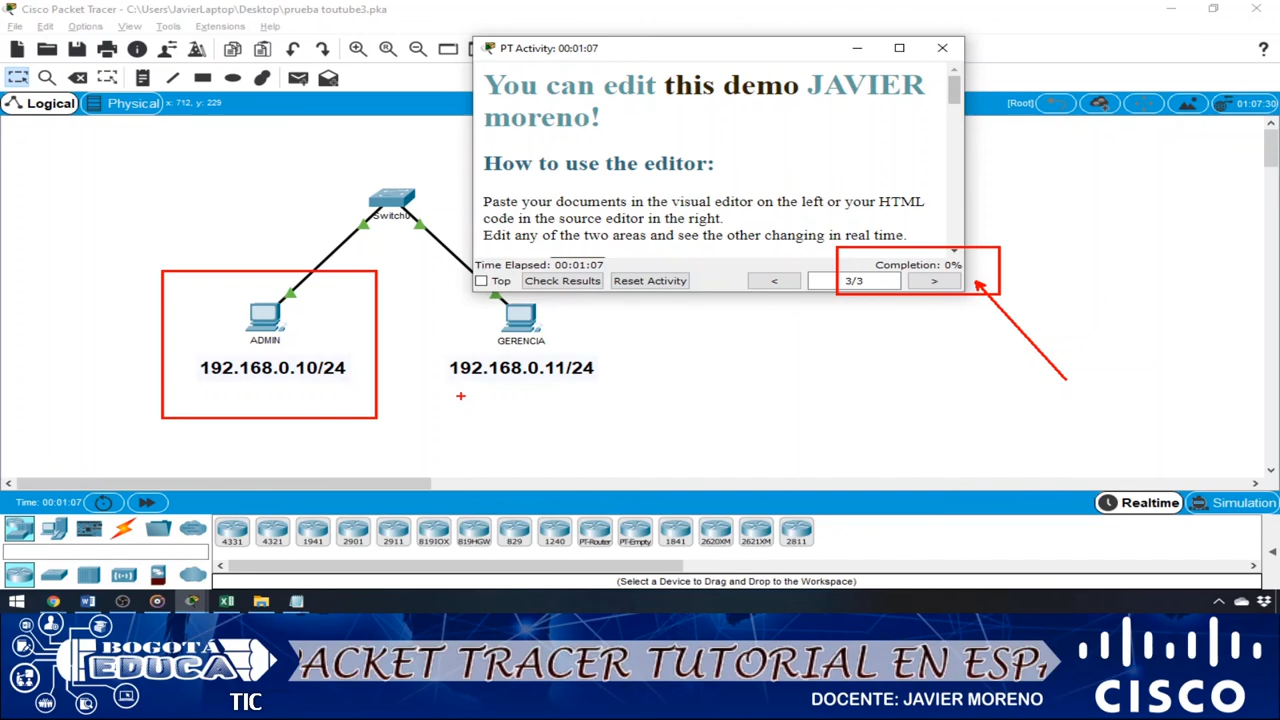 Cisco Packet Tracer - C:\Users\JavierLaptop\Desktop\prueba toutube3.pka
File Edit Options View Tools Extensions Help
Logical Physical x: 712, y: 229 [Root] 01:07:30
PT Activity: 00:01:07
You can edit this demo JAVIER
moreno!
How to use the editor:
Paste your documents in the visual editor on the left or your HTML
code in the source editor in the right.
Edit any of the two areas and see the other changing in real time.
Time Elapsed: 00:01:07 Completion: 0%
Top Check Results Reset Activity < 3/3 >
Switch0
ADMIN
192.168.0.10/24
GERENCIA
192.168.0.11/24
Time: 00:01:07 Realtime Simulation
4331 4321 1941 2901 2911 819IOX 819HGW 829 1240 PT-Router PT-Empty 1841 2620XM 2621XM 2811
(Select a Device to Drag and Drop to the Workspace)
BOGOTÁ
EDUCA
TIC
PACKET TRACER TUTORIAL EN ESPA
DOCENTE: JAVIER MORENO
CISCO